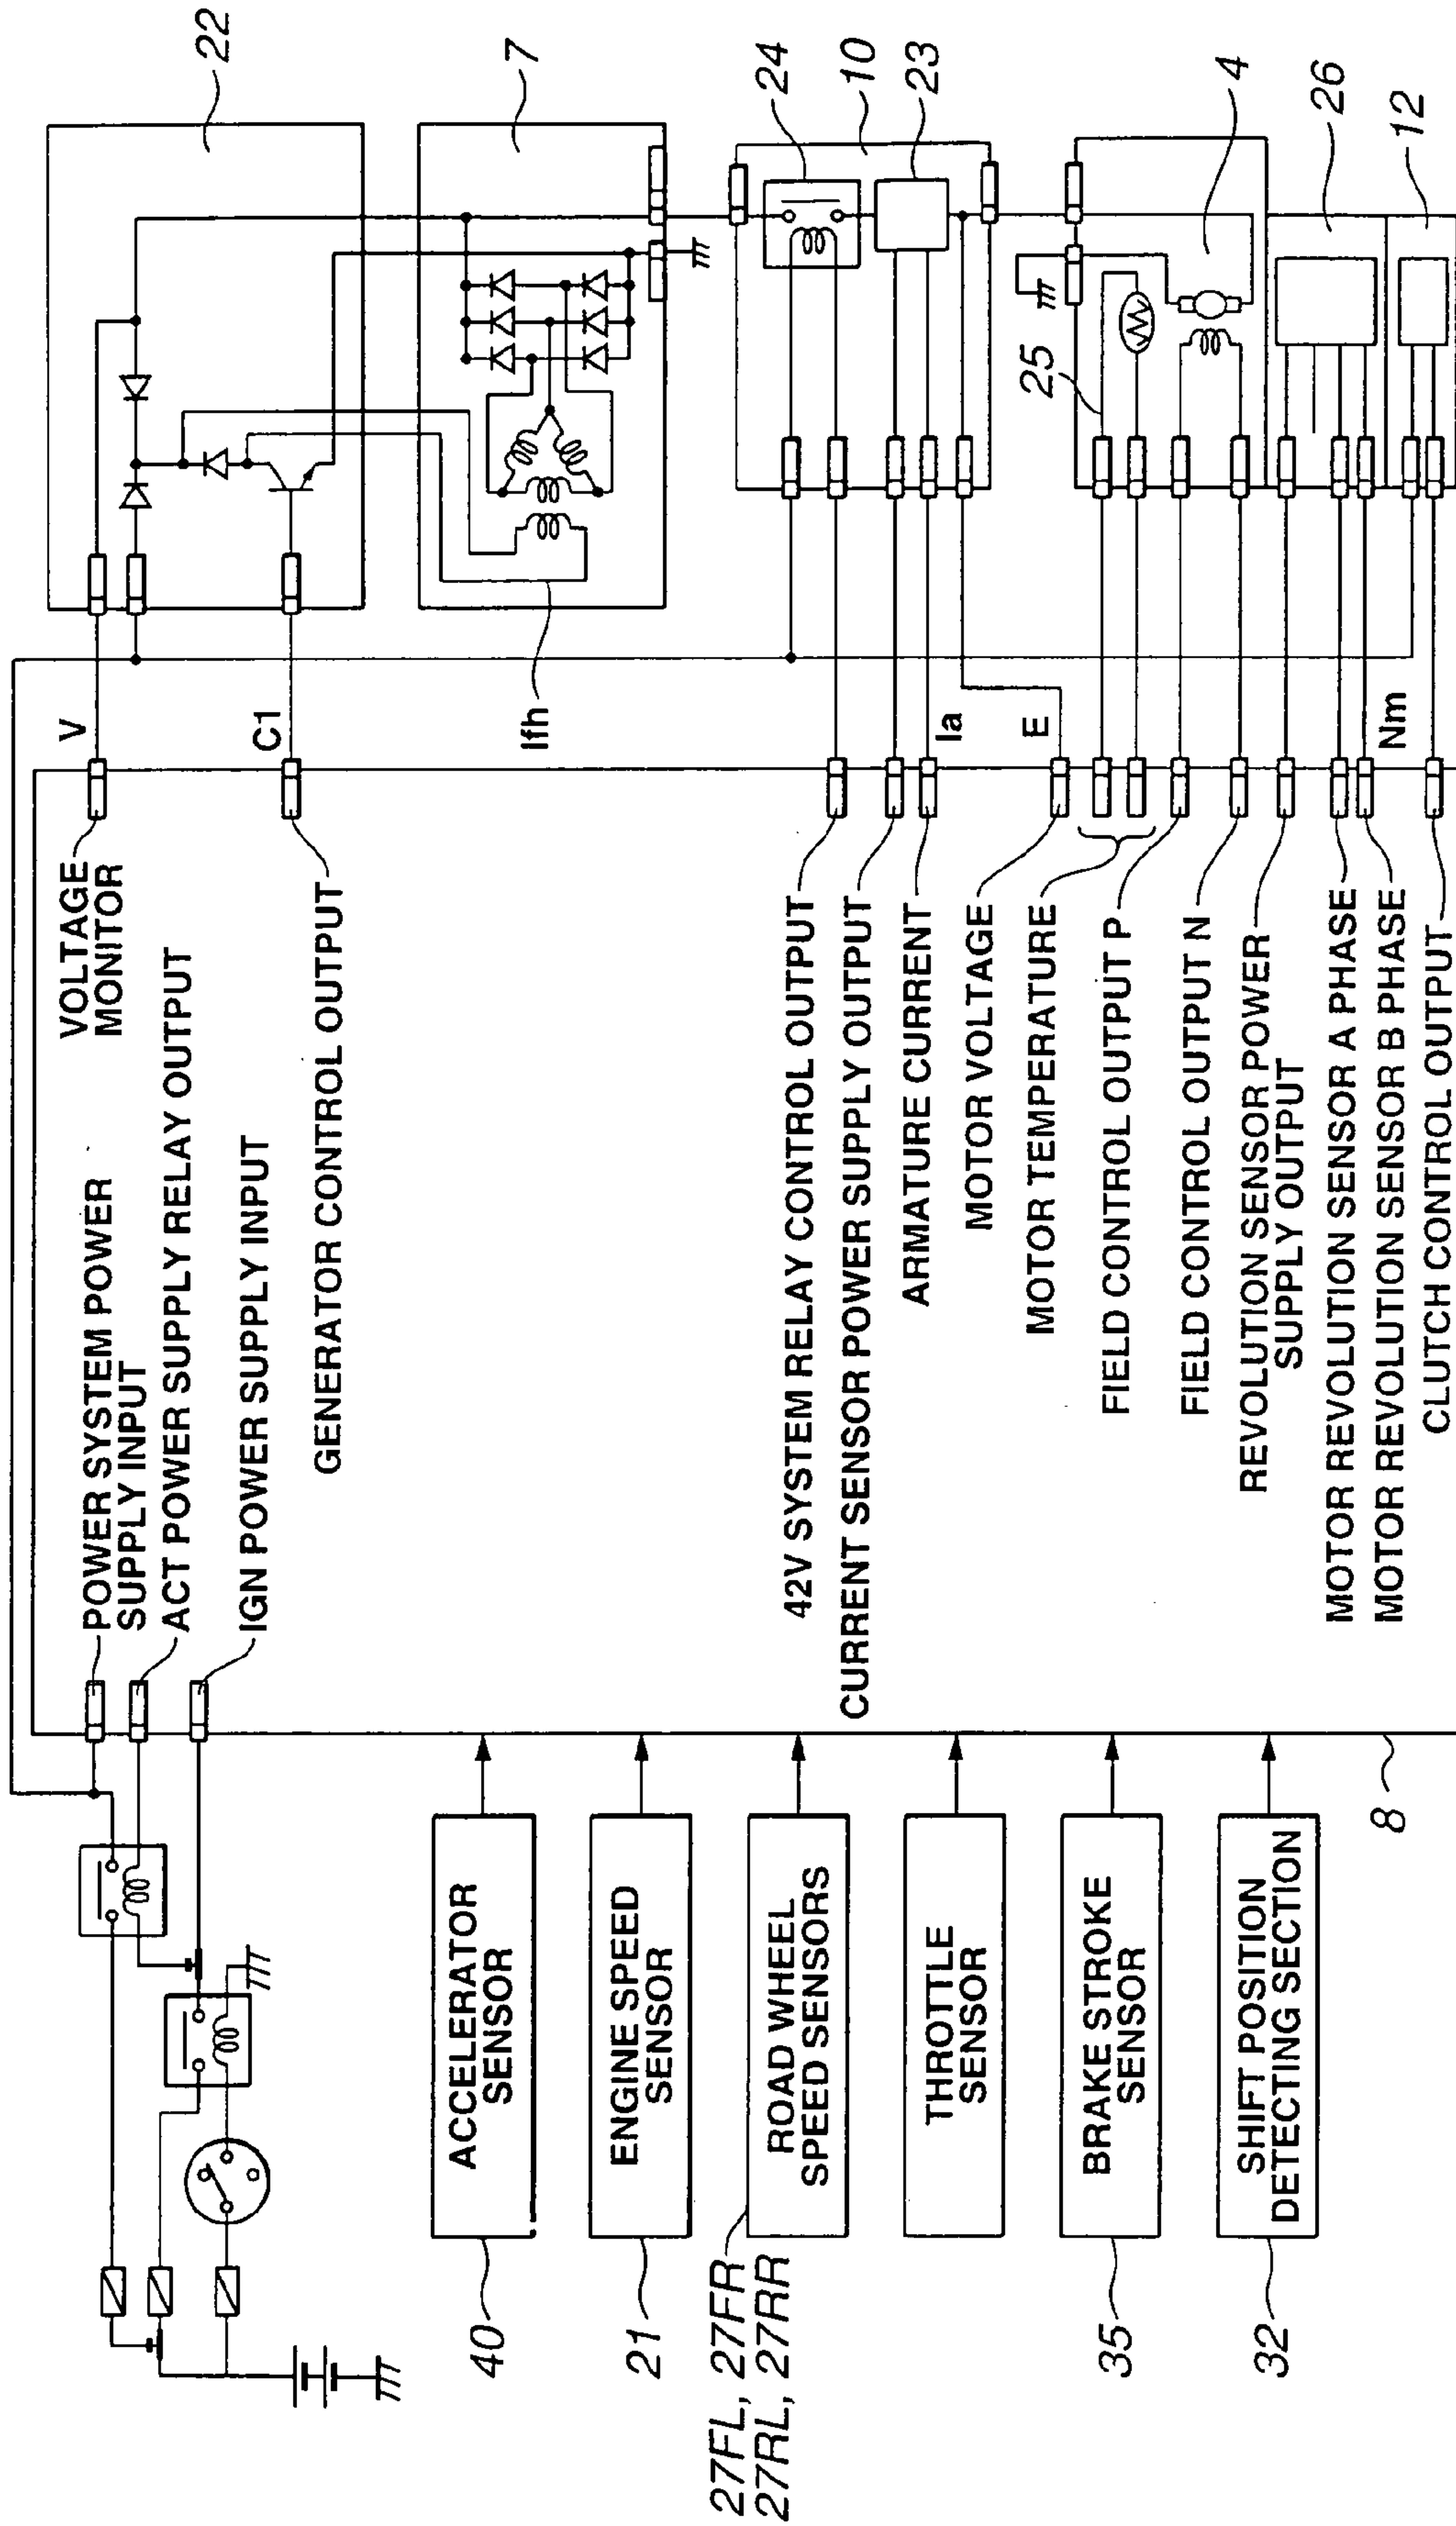 POWER SYSTEM POWER
SUPPLY INPUT
ACT POWER SUPPLY RELAY OUTPUT
IGN POWER SUPPLY INPUT
VOLTAGE
MONITOR
GENERATOR CONTROL OUTPUT
V
C1
Ifh
22
7
40
ACCELERATOR
SENSOR
21
ENGINE SPEED
SENSOR
27FL, 27FR
27RL, 27RR
ROAD WHEEL
SPEED SENSORS
THROTTLE
SENSOR
35
BRAKE STROKE
SENSOR
32
SHIFT POSITION
DETECTING SECTION
8
42V SYSTEM RELAY CONTROL OUTPUT
CURRENT SENSOR POWER SUPPLY OUTPUT
ARMATURE CURRENT
MOTOR VOLTAGE
MOTOR TEMPERATURE
FIELD CONTROL OUTPUT P
FIELD CONTROL OUTPUT N
REVOLUTION SENSOR POWER
SUPPLY OUTPUT
MOTOR REVOLUTION SENSOR A PHASE
MOTOR REVOLUTION SENSOR B PHASE
CLUTCH CONTROL OUTPUT
Ia
E
Nm
24
10
23
25
4
26
12